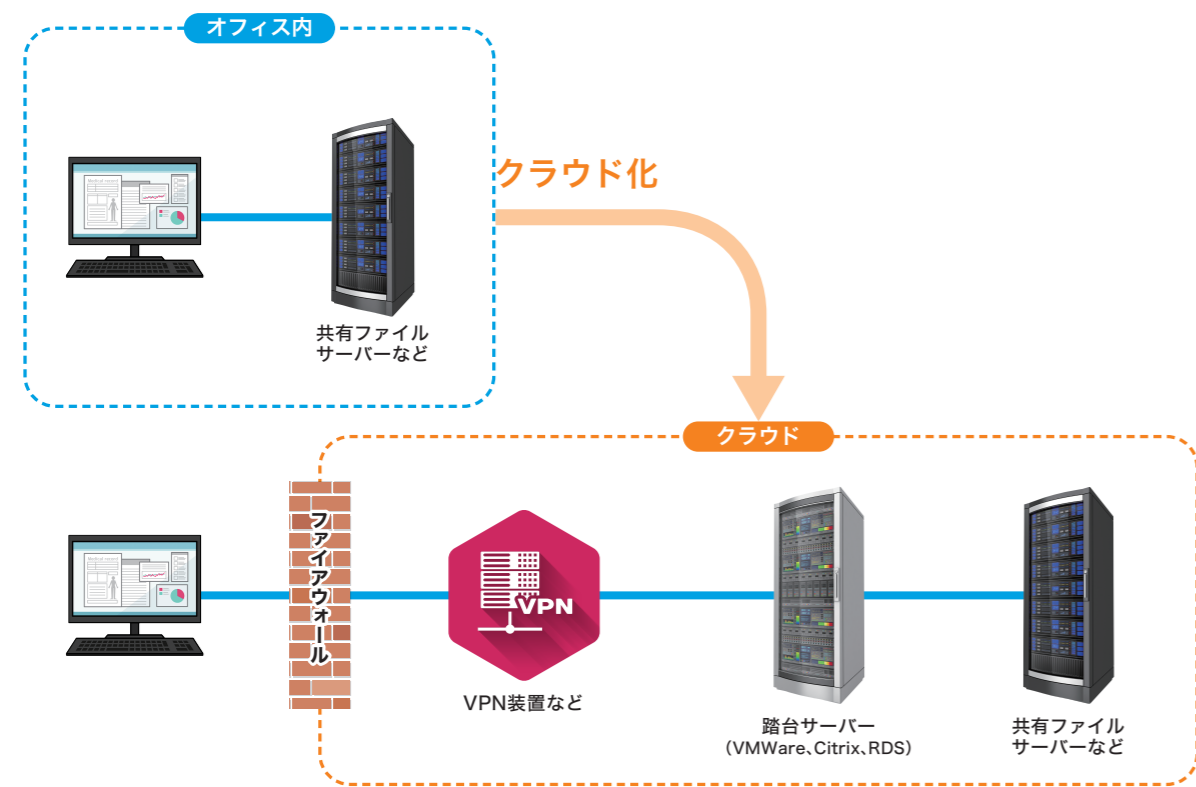 オフィス内
クラウド化
共有ファイル
サーバーなど
クラウド
ファイアウォール
VPN
VPN装置など
踏台サーバー
（VMWare、Citrix、RDS）
共有ファイル
サーバーなど